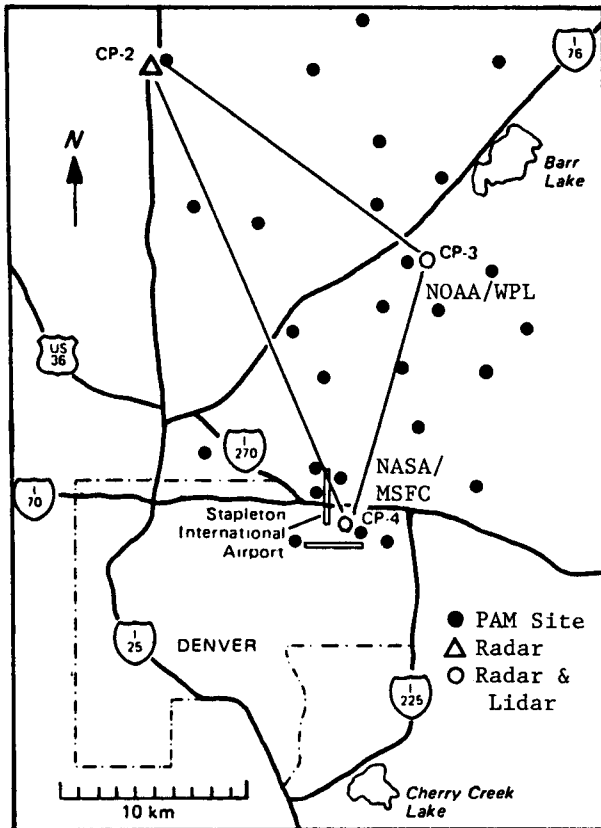 CP-2
I
76
N
Barr
Lake
CP-3
NOAA/WPL
US
36
I
270
NASA/
MSFC
I
70
Stapleton
International
Airport
CP-4
I
25
DENVER
PAM Site
Radar
Radar &
Lidar
I
225
10 km
Cherry Creek
Lake